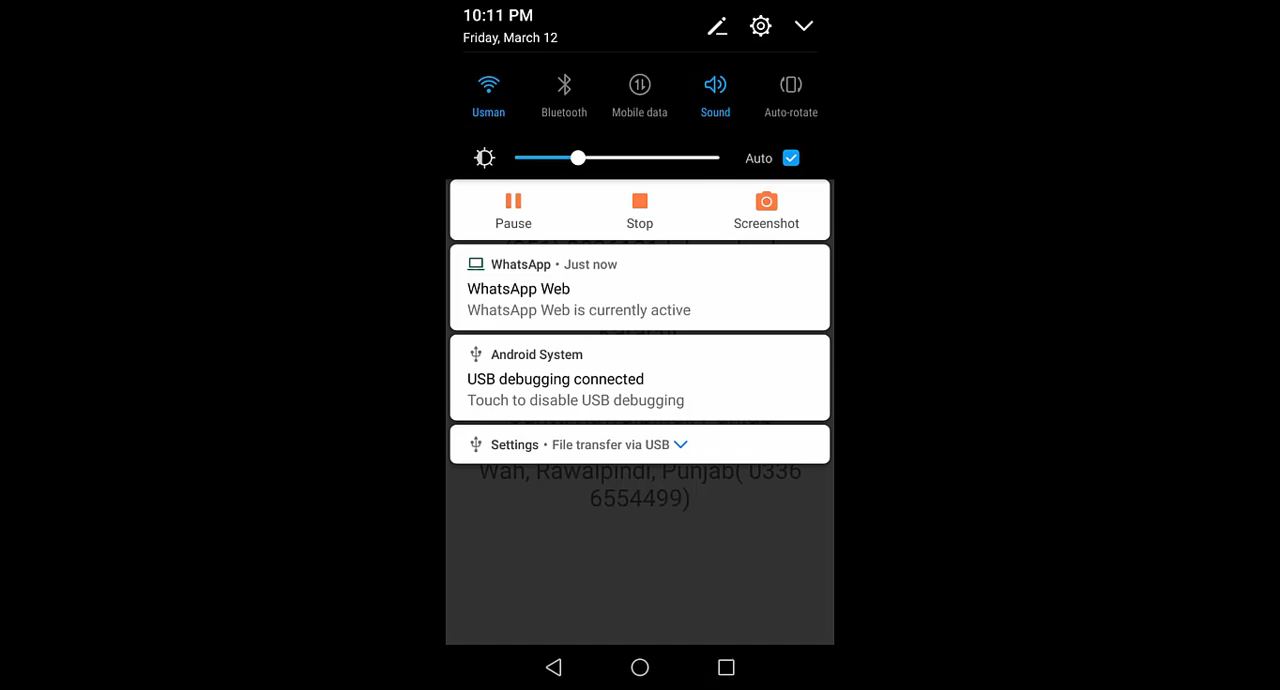 10:11 PM
Friday, March 12
Usman
Bluetooth
Mobile data
Sound
Auto-rotate
Auto
Pause
Stop
Screenshot
WhatsApp • Just now
WhatsApp Web
WhatsApp Web is currently active
Android System
USB debugging connected
Touch to disable USB debugging
Settings • File transfer via USB
Wah, Rawalpindi, Punjab( 0336
6554499)